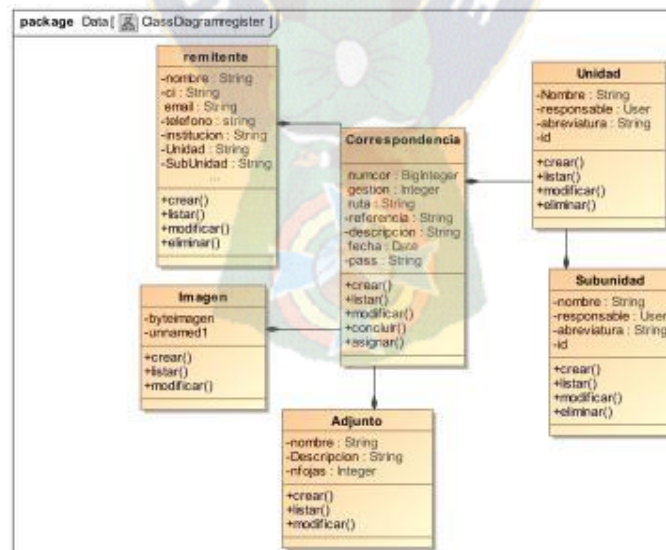 package Data [ ClassDiagramregister ]
remitente
-nombre : String
-ci : String
email : String
-telefono : string
-institucion : String
-Unidad : String
-SubUnidad : String
...
+crear()
+listar()
+modificar()
+eliminar()
Correspondencia
numcor : BigInteger
gestion : Integer
ruta : String
-referencia : String
-descripción : String
fecha : Date
-pass : String
+crear()
+listar()
+modificar()
+concluir()
+asignar()
Unidad
-Nombre : String
-responsable : User
-abreviatura : String
-id
+crear()
+listar()
+modificar()
+eliminar()
Subunidad
-nombre : String
-responsable : User
-abreviatura : String
-id
+crear()
+listar()
+modificar()
+eliminar()
Imagen
-byteimagen
-unnamed1
+crear()
+listar()
+modificar()
Adjunto
-nombre : String
-Descripcion : String
-nfojas : Integer
+crear()
+listar()
+modificar()